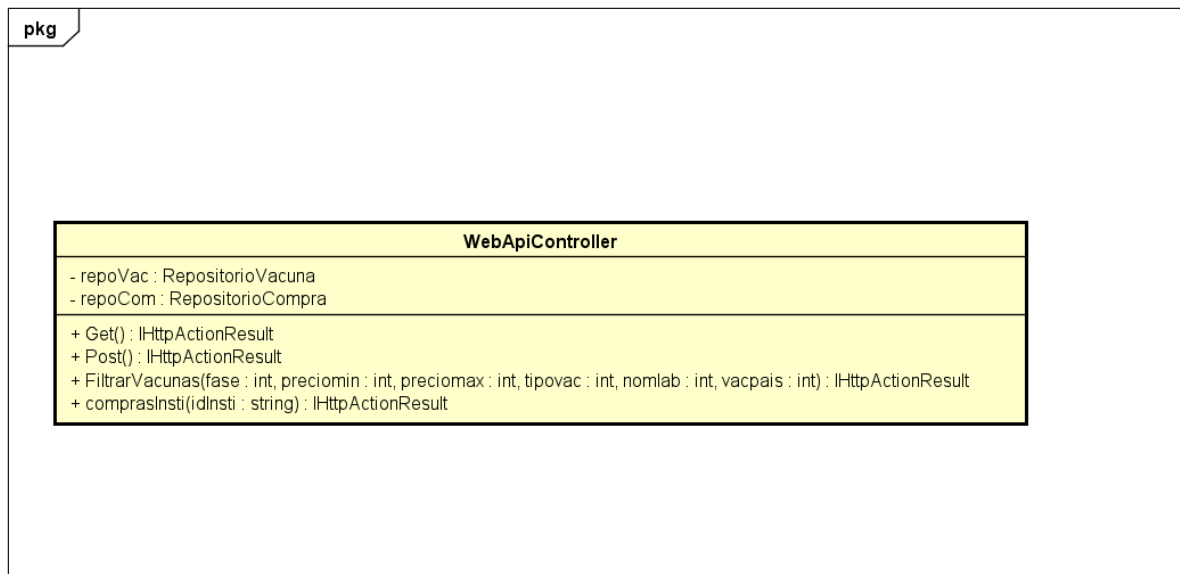 pkg
WebApiController
- repoVac : RepositorioVacuna
- repoCom : RepositorioCompra
+ Get() : IHttpActionResult
+ Post() : IHttpActionResult
+ FiltrarVacunas(fase : int, preciomin : int, preciomax : int, tipovac : int, nomlab : int, vacpais : int) : IHttpActionResult
+ comprasInsti(idInsti : string) : IHttpActionResult